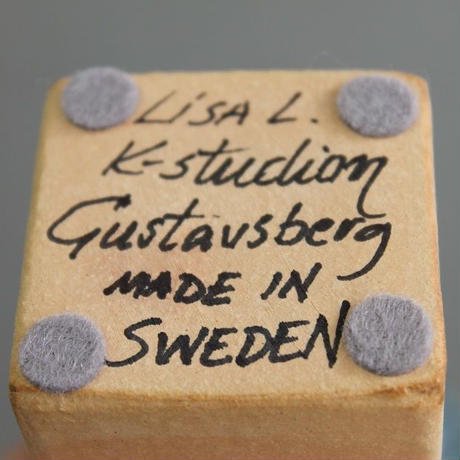 LiSA L.
K-studion
Gustavsberg
MADE IN
SWEDEN